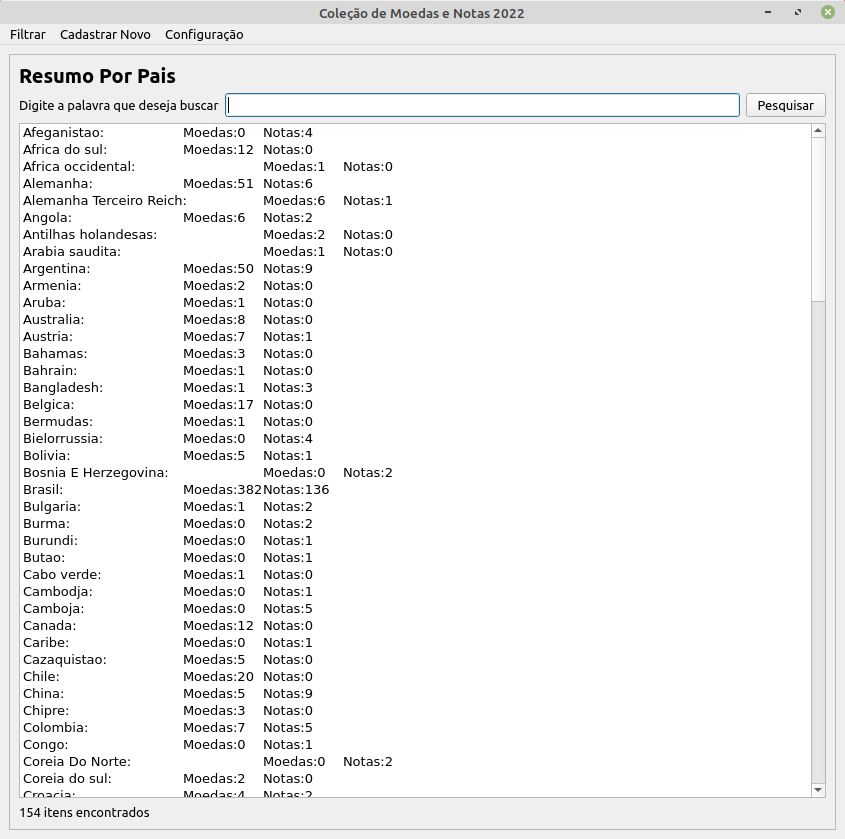 Coleção de Moedas e Notas 2022
Filtrar Cadastrar Novo Configuração
Resumo Por Pais
Digite a palavra que deseja buscar Pesquisar
Afeganistao: Moedas:0 Notas:4
Africa do sul: Moedas:12 Notas:0
Africa occidental: Moedas:1 Notas:0
Alemanha: Moedas:51 Notas:6
Alemanha Terceiro Reich: Moedas:6 Notas:1
Angola: Moedas:6 Notas:2
Antilhas holandesas: Moedas:2 Notas:0
Arabia saudita: Moedas:1 Notas:0
Argentina: Moedas:50 Notas:9
Armenia: Moedas:2 Notas:0
Aruba: Moedas:1 Notas:0
Australia: Moedas:8 Notas:0
Austria: Moedas:7 Notas:1
Bahamas: Moedas:3 Notas:0
Bahrain: Moedas:1 Notas:0
Bangladesh: Moedas:1 Notas:3
Belgica: Moedas:17 Notas:0
Bermudas: Moedas:1 Notas:0
Bielorrussia: Moedas:0 Notas:4
Bolivia: Moedas:5 Notas:1
Bosnia E Herzegovina: Moedas:0 Notas:2
Brasil: Moedas:382 Notas:136
Bulgaria: Moedas:1 Notas:2
Burma: Moedas:0 Notas:2
Burundi: Moedas:0 Notas:1
Butao: Moedas:0 Notas:1
Cabo verde: Moedas:1 Notas:0
Cambodja: Moedas:0 Notas:1
Camboja: Moedas:0 Notas:5
Canada: Moedas:12 Notas:0
Caribe: Moedas:0 Notas:1
Cazaquistao: Moedas:5 Notas:0
Chile: Moedas:20 Notas:0
China: Moedas:5 Notas:9
Chipre: Moedas:3 Notas:0
Colombia: Moedas:7 Notas:5
Congo: Moedas:0 Notas:1
Coreia Do Norte: Moedas:0 Notas:2
Coreia do sul: Moedas:2 Notas:0
Croacia: Moedas:4 Notas:2
154 itens encontrados